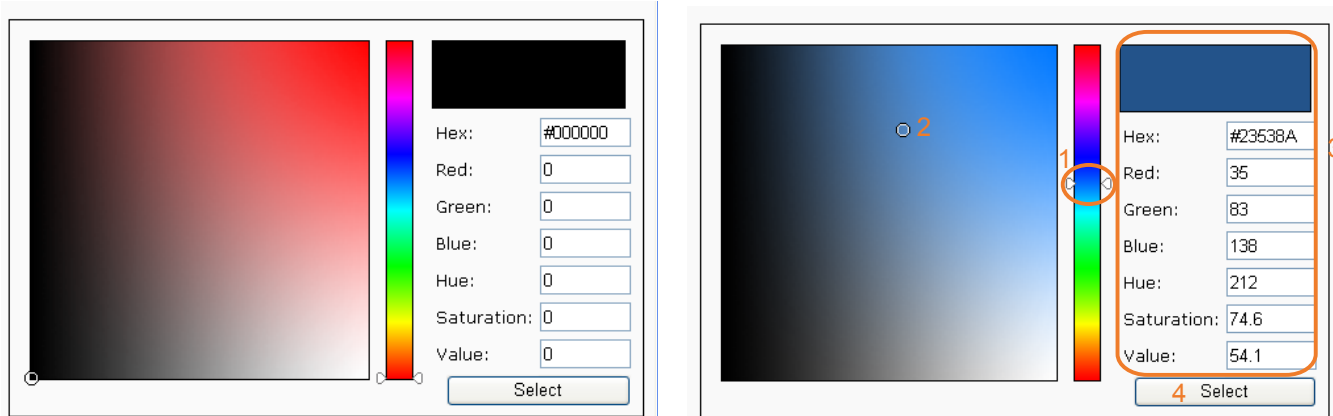 Hex: #000000
Red: 0
Green: 0
Blue: 0
Hue: 0
Saturation: 0
Value: 0
Select
2
1
Hex: #23538A
Red: 35
Green: 83
Blue: 138
Hue: 212
Saturation: 74.6
Value: 54.1
4 Select